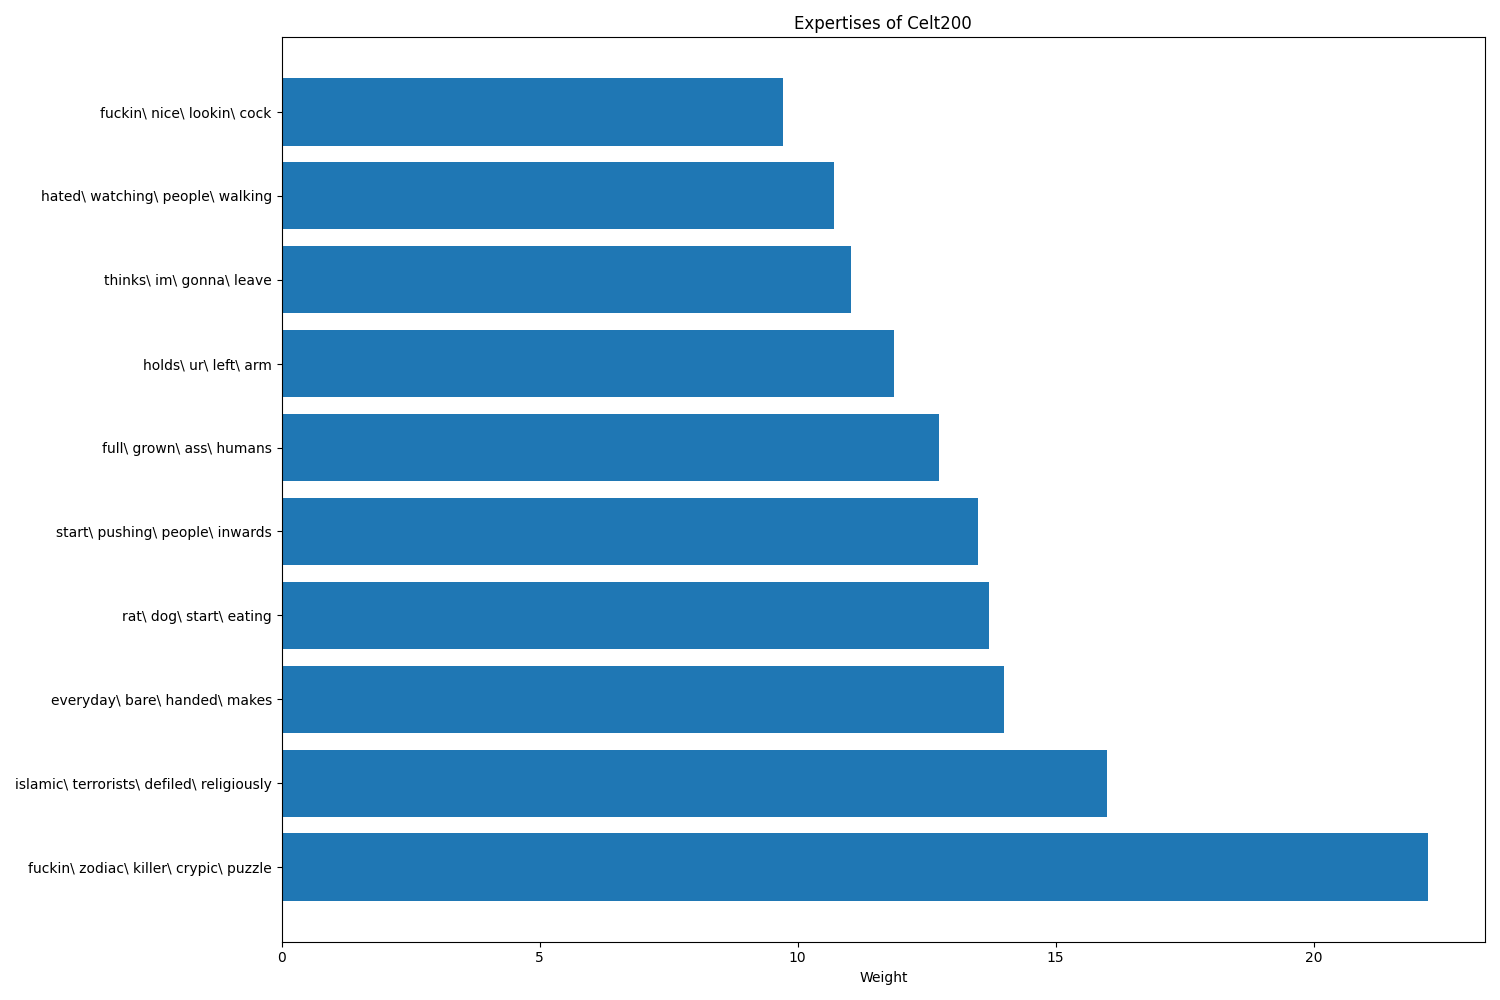 Expertises of Celt200
fuckin\ nice\ lookin\ cock
hated\ watching\ people\ walking
thinks\ im\ gonna\ leave
holds\ ur\ left\ arm
full\ grown\ ass\ humans
start\ pushing\ people\ inwards
rat\ dog\ start\ eating
everyday\ bare\ handed\ makes
islamic\ terrorists\ defiled\ religiously
fuckin\ zodiac\ killer\ crypic\ puzzle
0 5 10 15 20
Weight